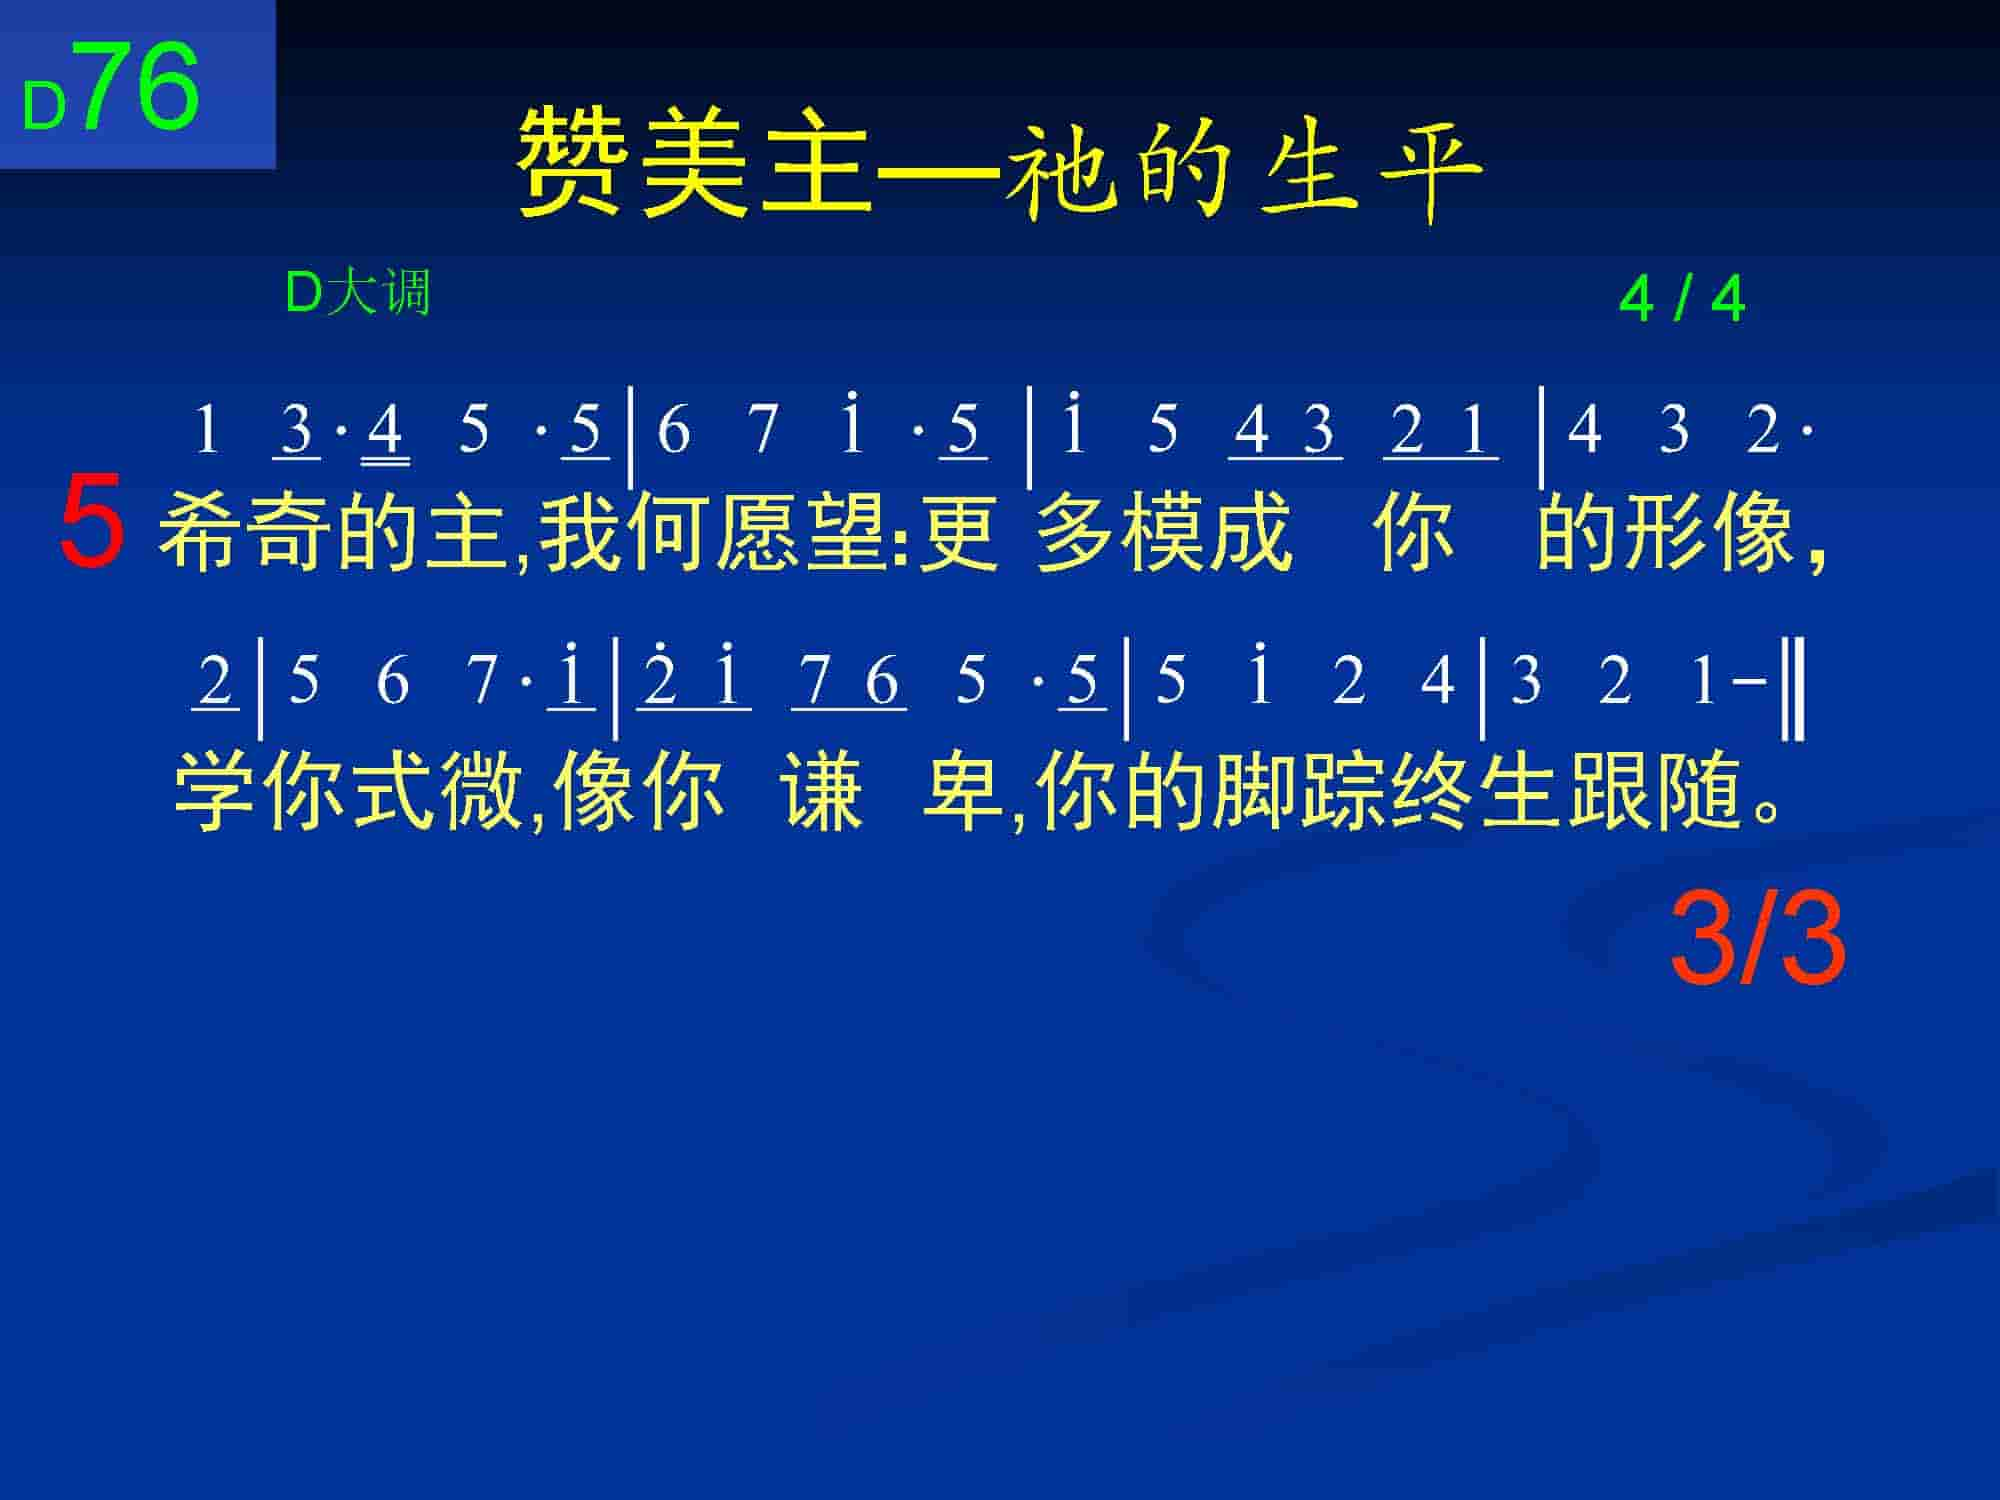 D76
赞美主—祂的生平
D大调 4 / 4
1 3·4 5 ·5 | 6 7 i̇ ·5 | i̇ 5 4 3 2 1 | 4 3 2·
5 希奇的主,我何愿望:更 多模成 你 的形像,
2 | 5 6 7·i̇ | 2̇ i̇ 7 6 5 ·5 | 5 i̇ 2 4 | 3 2 1 – ‖
学你式微,像你 谦 卑,你的脚踪终生跟随。
3/3